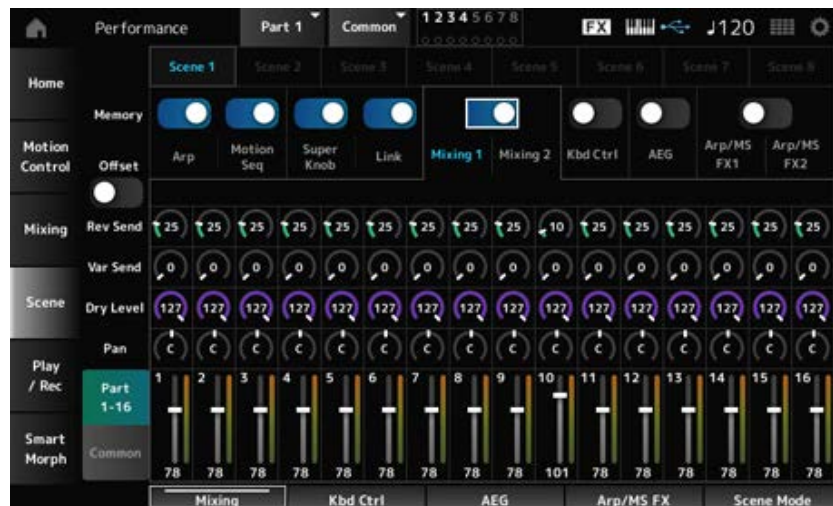 Performance Part 1 Common 1 2 3 4 5 6 7 8 FX ♩120
Scene 1 Scene 2 Scene 3 Scene 4 Scene 5 Scene 6 Scene 7 Scene 8
Home
Memory
Arp Motion Seq Super Knob Link Mixing 1 Mixing 2 Kbd Ctrl AEG Arp/MS FX1 Arp/MS FX2
Motion Control
Offset
Mixing
Rev Send 25 25 25 25 25 25 25 25 25 10 25 25 25 25 25 25
Var Send 0 0 0 0 0 0 0 0 0 0 0 0 0 0 0 0
Scene
Dry Level 127 127 127 127 127 127 127 127 127 127 127 127 127 127 127 127
Pan C C C C C C C C C C C C C C C C
Play / Rec
Part 1-16
1 2 3 4 5 6 7 8 9 10 11 12 13 14 15 16
Smart Morph
Common
78 78 78 78 78 78 78 78 78 101 78 78 78 78 78 78
Mixing Kbd Ctrl AEG Arp/MS FX Scene Mode